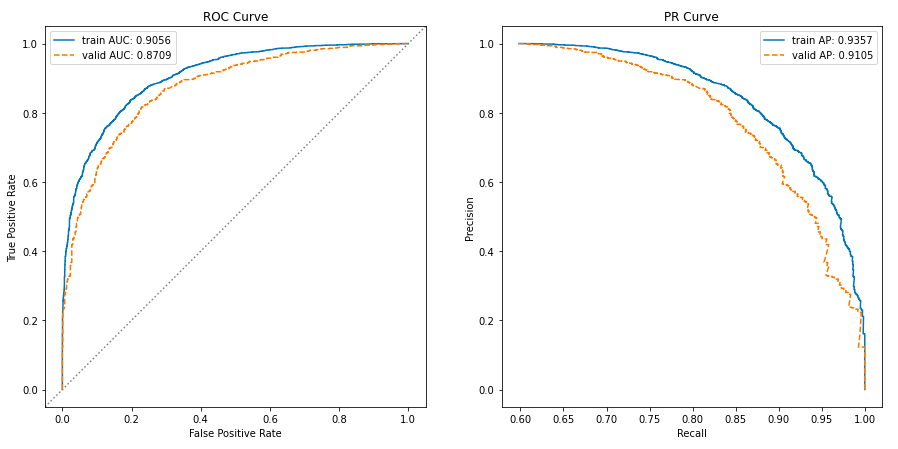 ROC Curve
train AUC: 0.9056
valid AUC: 0.8709
1.0
0.8
0.6
0.4
0.2
0.0
True Positive Rate
0.0 0.2 0.4 0.6 0.8 1.0
False Positive Rate
PR Curve
train AP: 0.9357
valid AP: 0.9105
1.0
0.8
0.6
0.4
0.2
0.0
Precision
0.60 0.65 0.70 0.75 0.80 0.85 0.90 0.95 1.00
Recall